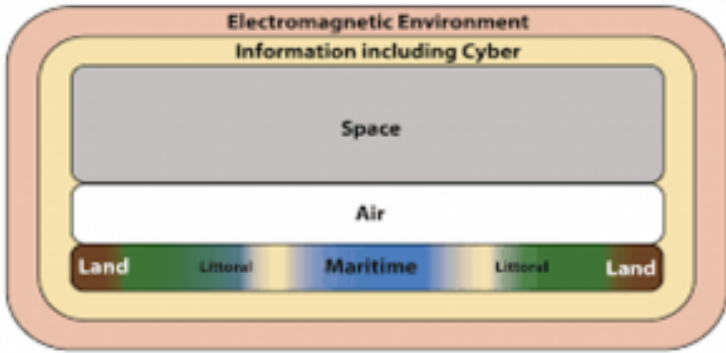 Electromagnetic Environment
Information including Cyber
Space
Air
Land Littoral Maritime Littoral Land